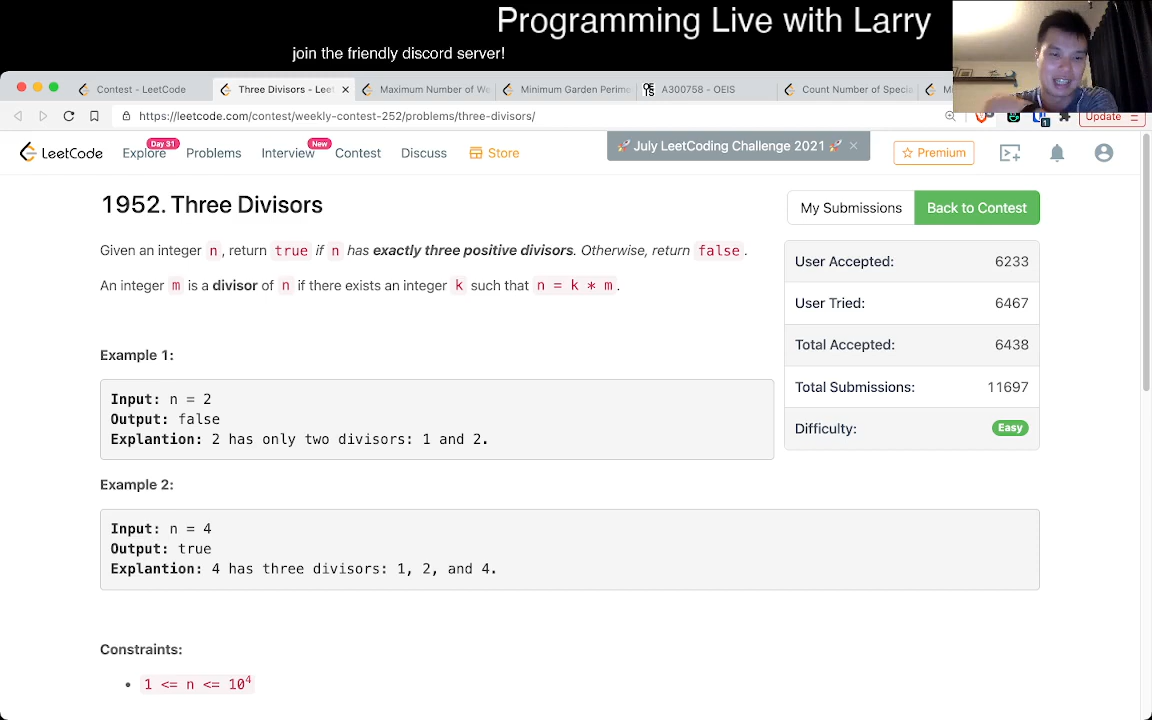 Programming Live with Larry
join the friendly discord server!
Contest - LeetCode
Three Divisors - Leet
Maximum Number of We
Minimum Garden Perime
A300758 - OEIS
Count Number of Specia
https://leetcode.com/contest/weekly-contest-252/problems/three-divisors/
Update
LeetCode
Explore
Day 31
Problems
Interview
New
Contest
Discuss
Store
🚀 July LeetCoding Challenge 2021 🚀
Premium
1952. Three Divisors
My Submissions
Back to Contest
Given an integer n, return true if n has exactly three positive divisors. Otherwise, return false.
An integer m is a divisor of n if there exists an integer k such that n = k * m.
User Accepted: 6233
User Tried: 6467
Total Accepted: 6438
Total Submissions: 11697
Difficulty: Easy
Example 1:
Input: n = 2
Output: false
Explantion: 2 has only two divisors: 1 and 2.
Example 2:
Input: n = 4
Output: true
Explantion: 4 has three divisors: 1, 2, and 4.
Constraints:
1 <= n <= 10^4